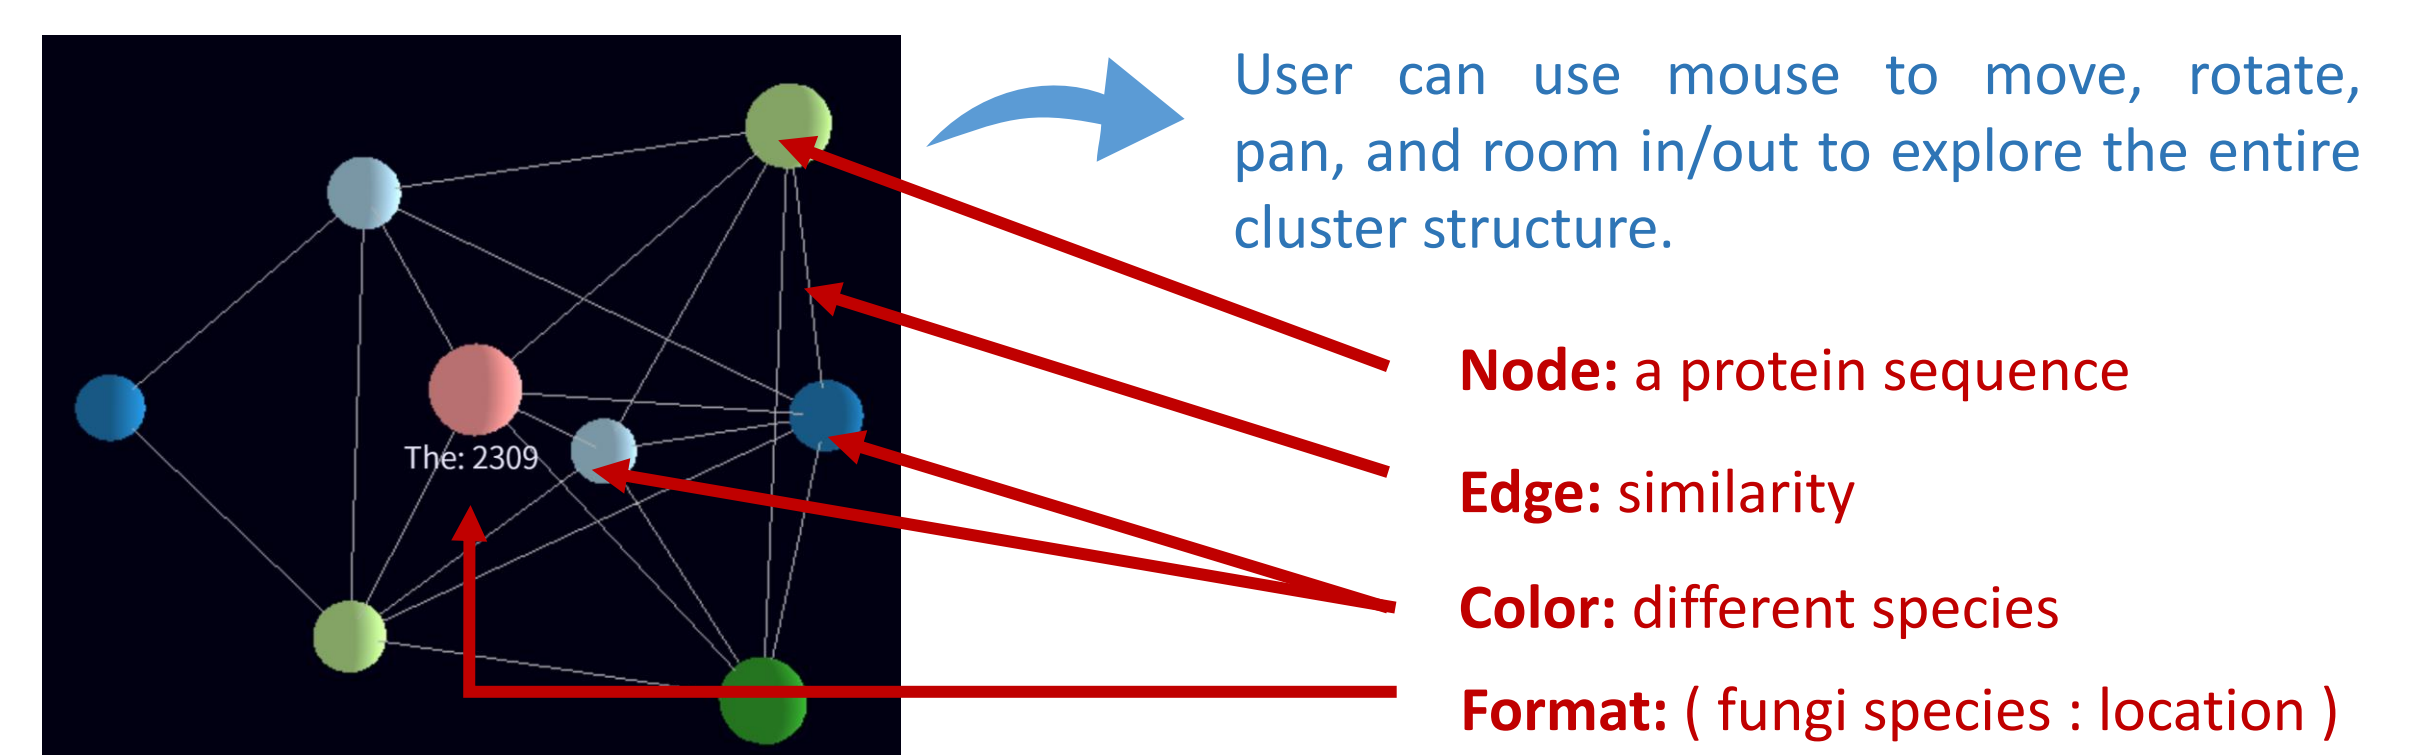 User can use mouse to move, rotate,
pan, and room in/out to explore the entire
cluster structure.
The: 2309
Node: a protein sequence
Edge: similarity
Color: different species
Format: ( fungi species : location )